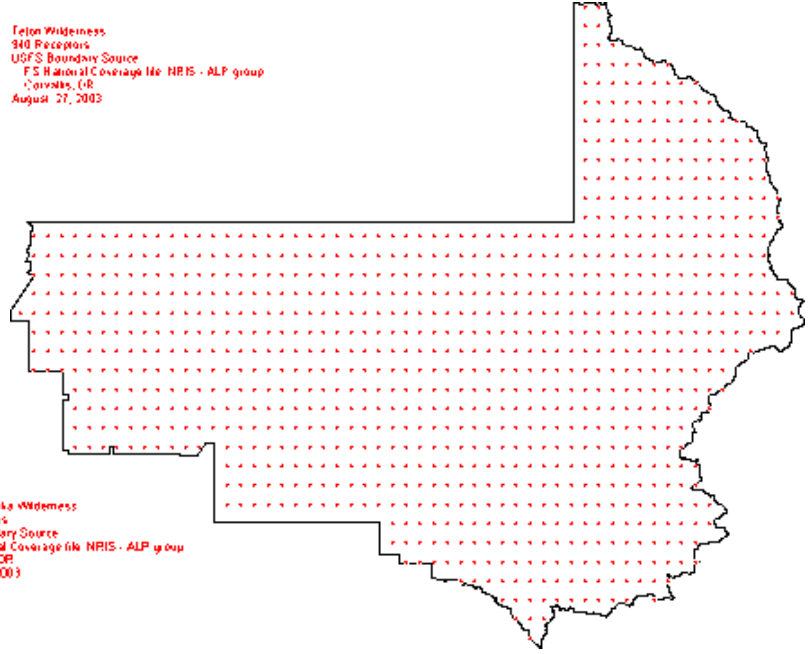 Teton Wilderness
940 Receptors
USFS Boundary Source
FS National Coverage file NRIS - ALP group
Corvallis, OR
August 27, 2003
ka Wilderness
s
ary Source
al Coverage file NRIS - ALP group
OR
003